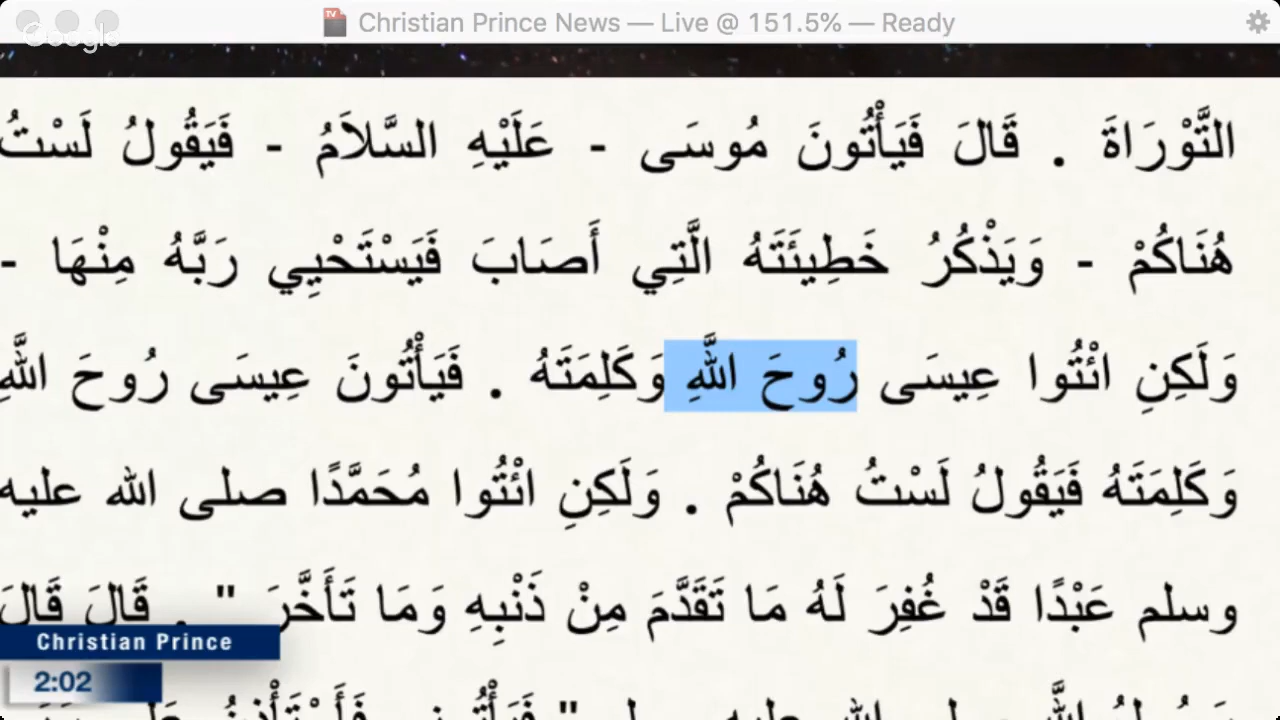 Google
Christian Prince News — Live @ 151.5% — Ready
التَّوْرَاةَ . قَالَ فَيَأْتُونَ مُوسَى - عَلَيْهِ السَّلاَمُ - فَيَقُولُ لَسْتُ
هُنَاكُمْ - وَيَذْكُرُ خَطِيئَتَهُ الَّتِي أَصَابَ فَيَسْتَحْيِي رَبَّهُ مِنْهَا -
وَلَكِنِ ائْتُوا عِيسَى رُوحَ اللَّهِ وَكَلِمَتَهُ . فَيَأْتُونَ عِيسَى رُوحَ اللَّهِ
وَكَلِمَتَهُ فَيَقُولُ لَسْتُ هُنَاكُمْ . وَلَكِنِ ائْتُوا مُحَمَّدًا صلى الله عليه
وسلم عَبْدًا قَدْ غُفِرَ لَهُ مَا تَقَدَّمَ مِنْ ذَنْبِهِ وَمَا تَأَخَّرَ " . قَالَ قَالَ
Christian Prince
2:02